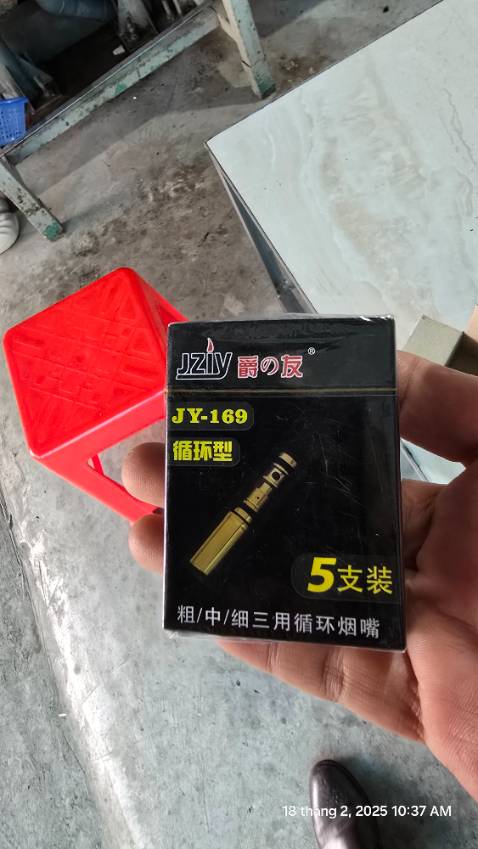 JZiY 爵の友®
JY-169
循环型
5支装
粗/中/细三用循环烟嘴
18 thang 2, 2025 10:37 AM